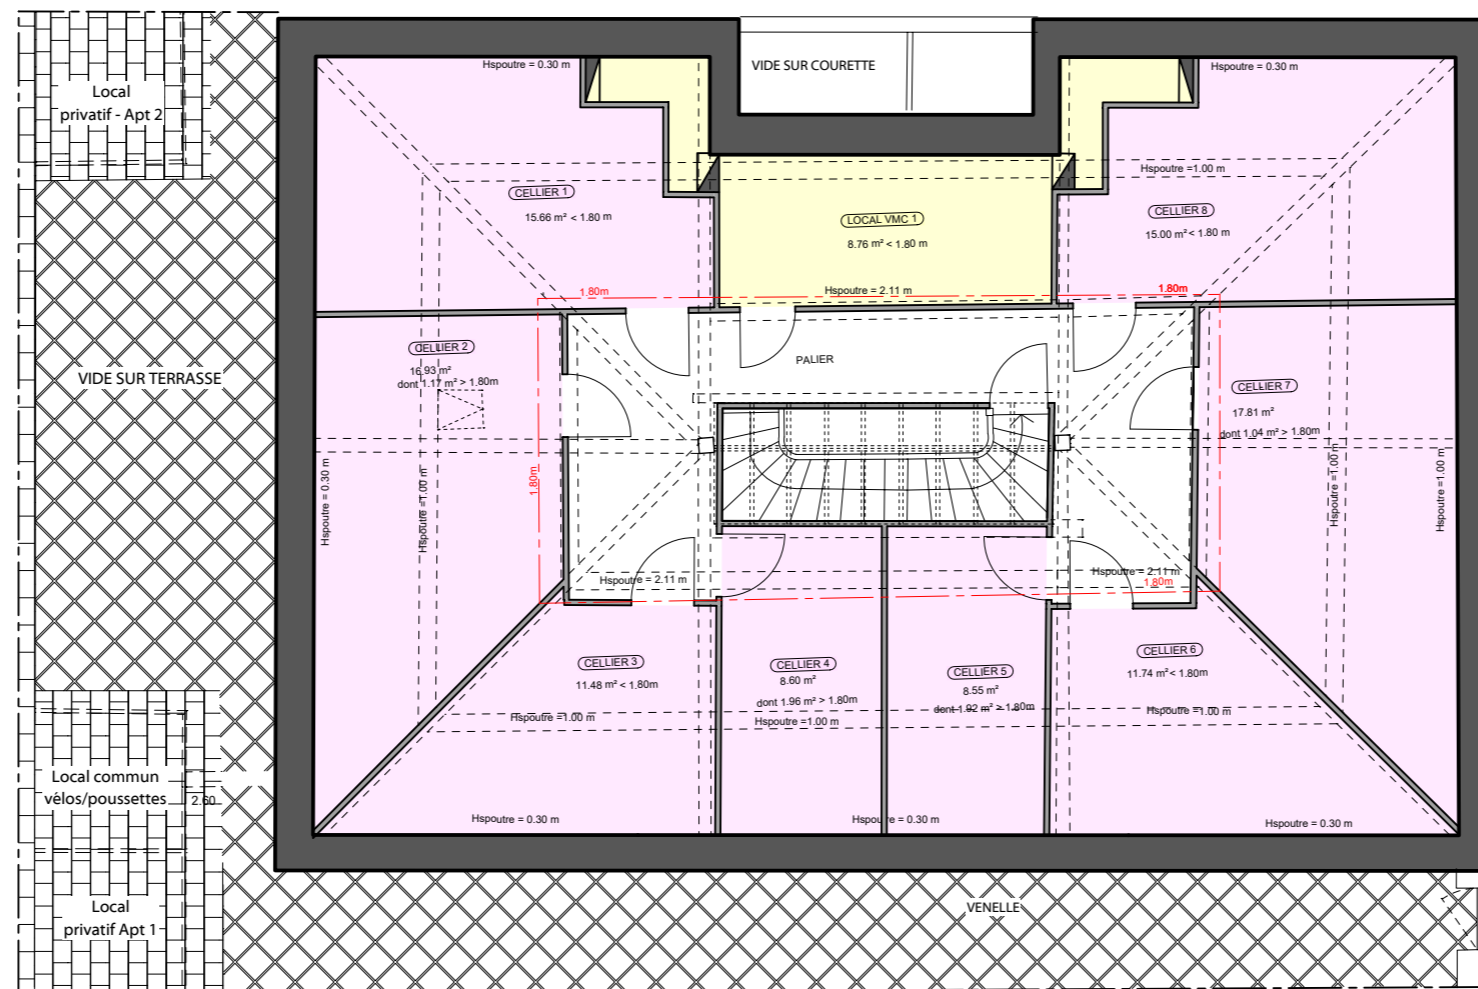 Hspoutre = 0.30 m
VIDE SUR COURETTE
Hspoutre = 0.30 m
Local
privatif - Apt 2
Hspoutre =1.00 m
CELLIER 1
15.66 m² < 1.80 m
LOCAL VMC 1
8.76 m² < 1.80 m
CELLIER 8
15.00 m² < 1.80 m
1.80m
Hspoutre = 2.11 m
1.80m
CELLIER 2
16.93 m²
dont 1.17 m² > 1.80m
VIDE SUR TERRASSE
PALIER
CELLIER 7
17.81 m²
dont 1.04 m² > 1.80m
Hspoutre = 0.30 m
Hspoutre =1.00 m
1.80m
Hspoutre =1.00 m
Hspoutre =1.00 m
Hspoutre = 2.11 m
Hspoutre = 2.11 m
1.80m
CELLIER 3
11.48 m² < 1.80m
CELLIER 4
8.60 m²
dont 1.96 m² > 1.80m
CELLIER 5
8.55 m²
dont 1.92 m² > 1.80m
CELLIER 6
11.74 m² < 1.80m
Hspoutre =1.00 m
Hspoutre =1.00 m
Hspoutre =1.00 m
Local commun
vélos/poussettes
2.60
Hspoutre = 0.30 m
Hspoutre = 0.30 m
Hspoutre = 0.30 m
Local
privatif Apt 1
VENELLE